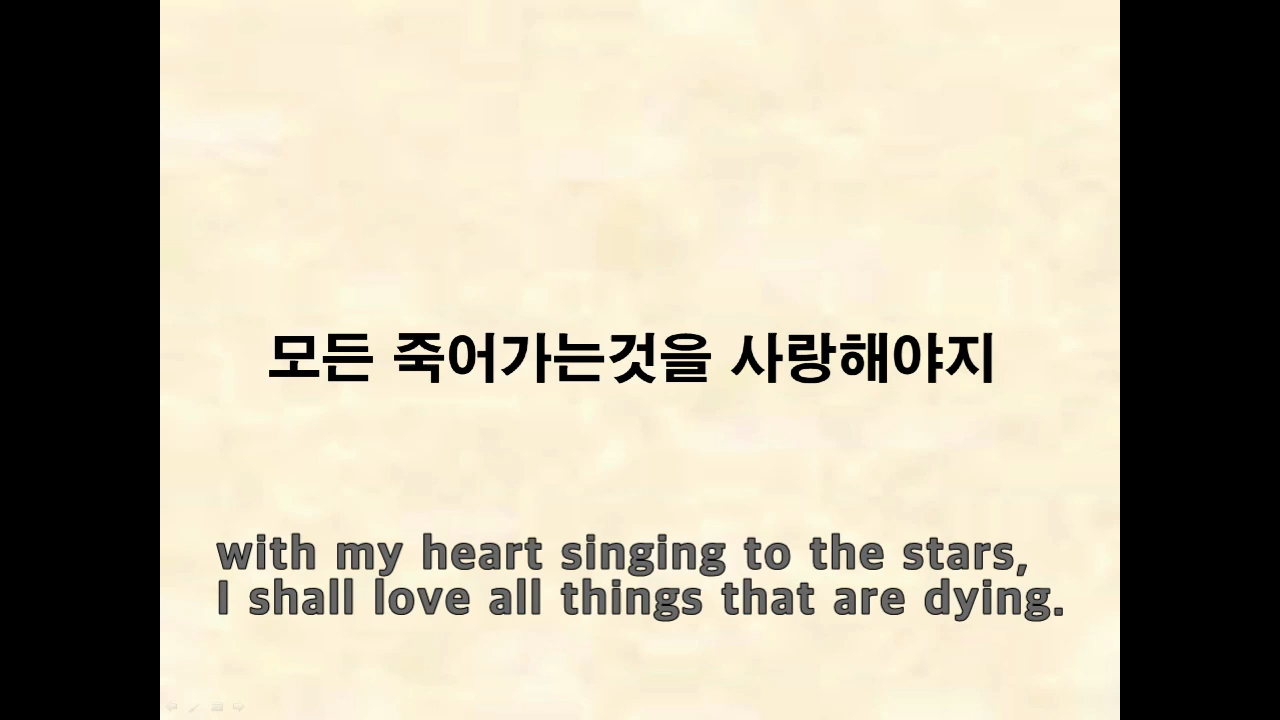 모든 죽어가는것을 사랑해야지
with my heart singing to the stars,
I shall love all things that are dying.